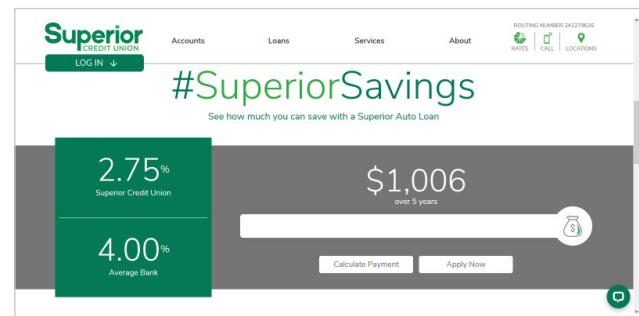 Superior
CREDIT UNION
LOG IN
Accounts
Loans
Services
About
ROUTING NUMBER 241279616
RATES
CALL
LOCATIONS
#SuperiorSavings
See how much you can save with a Superior Auto Loan
2.75%
Superior Credit Union
4.00%
Average Bank
$1,006
over 5 years
$
Calculate Payment
Apply Now